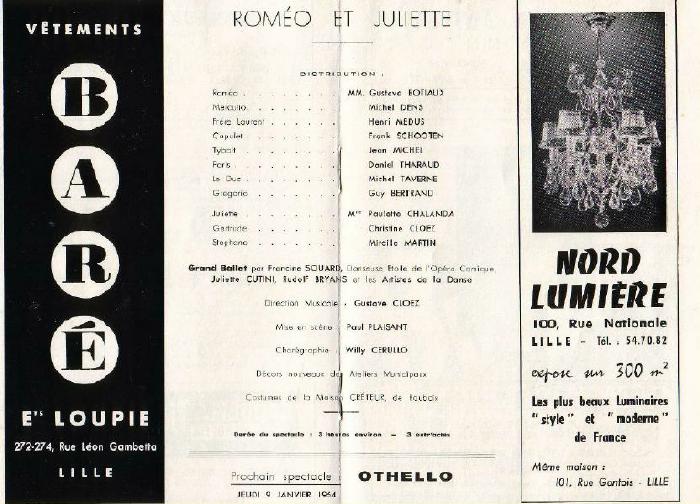 VÊTEMENTS
BARÉ
Ets LOUPIE
272-274, Rue Léon Gambetta
LILLE
ROMÉO ET JULIETTE
DISTRIBUTION :
Roméo . . . . . . . . MM. Gustave BOTIAUX
Mercutio . . . . . . . . Michel DENS
Frère Laurent . . . . . . . Henri MEDUS
Capulet . . . . . . . . Frank SCHOOTEN
Tybalt . . . . . . . . Jean MICHEL
Paris . . . . . . . . Daniel THARAUD
Le Duc . . . . . . . . Michel TAVERNE
Gregorio . . . . . . . . Guy BERTRAND
Juliette . . . . . . . . Mmes Paulette CHALANDA
Gertrude . . . . . . . . Christine CLOEZ
Stephano . . . . . . . . Mireille MARTIN
Grand Ballet par Francine SOUARD, Danseuse Etoile de l'Opéra Comique
Juliette CUTINI, Rudolf BRYANS et les Artistes de la Danse
Direction Musicale : Gustave CLOEZ
Mise en scène : Paul PLAISANT
Chorégraphie : Willy CERULLO
Décors nouveaux des Ateliers Municipaux
Costumes de la Maison CRÉTEUR, de Roubaix
Durée du spectacle : 3 heures environ — 3 entr'actes
Prochain spectacle : OTHELLO
JEUDI 9 JANVIER 1964
NORD
LUMIÈRE
100, Rue Nationale
LILLE - Tél. : 54.70.82
expose sur 300 m²
Les plus beaux Luminaires
"style" et "moderne"
de France
Même maison :
101, Rue Gantois - LILLE